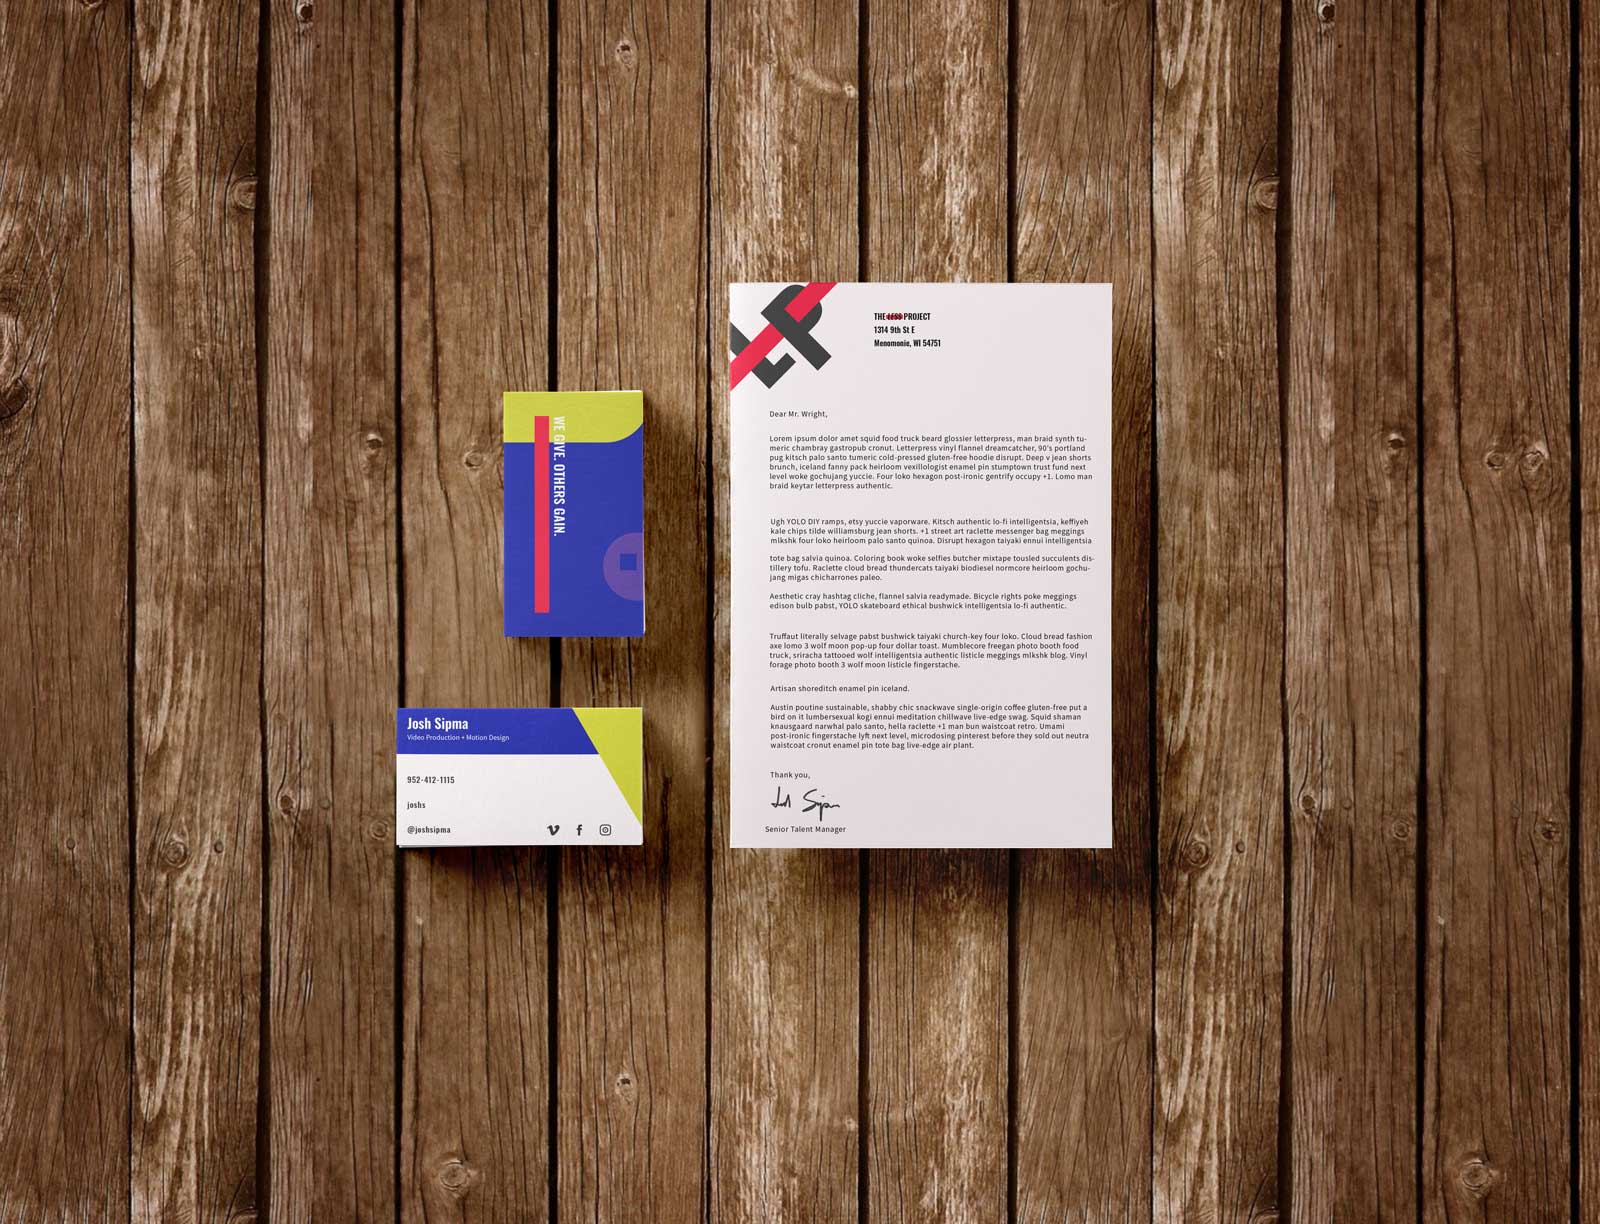 WE GIVE. OTHERS GAIN.
Josh Sipma
Video Production + Motion Design
952-412-1115
joshs
@joshsipma
LP
THE LESS PROJECT
1314 9th St E
Menomonie, WI 54751
Dear Mr. Wright,
Lorem ipsum dolor amet squid food truck beard glossier letterpress, man braid synth tu-
meric chambray gastropub cronut. Letterpress vinyl flannel dreamcatcher, 90's portland
pug kitsch palo santo tumeric cold-pressed gluten-free hoodie disrupt. Deep v jean shorts
brunch, iceland fanny pack heirloom vexillologist enamel pin stumptown trust fund next
level woke gochujang yuccie. Four loko hexagon post-ironic gentrify occupy +1. Lomo man
braid keytar letterpress authentic.
Ugh YOLO DIY ramps, etsy yuccie vaporware. Kitsch authentic lo-fi intelligentsia, keffiyeh
kale chips tilde williamsburg jean shorts. +1 street art raclette messenger bag meggings
mlkshk four loko heirloom palo santo quinoa. Disrupt hexagon taiyaki ennui intelligentsia
tote bag salvia quinoa. Coloring book woke selfies butcher mixtape tousled succulents dis-
tillery tofu. Raclette cloud bread thundercats taiyaki biodiesel normcore heirloom gochu-
jang migas chicharrones paleo.
Aesthetic cray hashtag cliche, flannel salvia readymade. Bicycle rights poke meggings
edison bulb pabst, YOLO skateboard ethical bushwick intelligentsia lo-fi authentic.
Truffaut literally selvage pabst bushwick taiyaki church-key four loko. Cloud bread fashion
axe lomo 3 wolf moon pop-up four dollar toast. Mumblecore freegan photo booth food
truck, sriracha tattooed wolf intelligentsia authentic listicle meggings mlkshk blog. Vinyl
forage photo booth 3 wolf moon listicle fingerstache.
Artisan shoreditch enamel pin iceland.
Austin poutine sustainable, shabby chic snackwave single-origin coffee gluten-free put a
bird on it lumbersexual kogi ennui meditation chillwave live-edge swag. Squid shaman
knausgaard narwhal palo santo, hella raclette +1 man bun waistcoat retro. Umami
post-ironic fingerstache lyft next level, microdosing pinterest before they sold out neutra
waistcoat cronut enamel pin tote bag live-edge air plant.
Thank you,
Josh Sipma
Senior Talent Manager